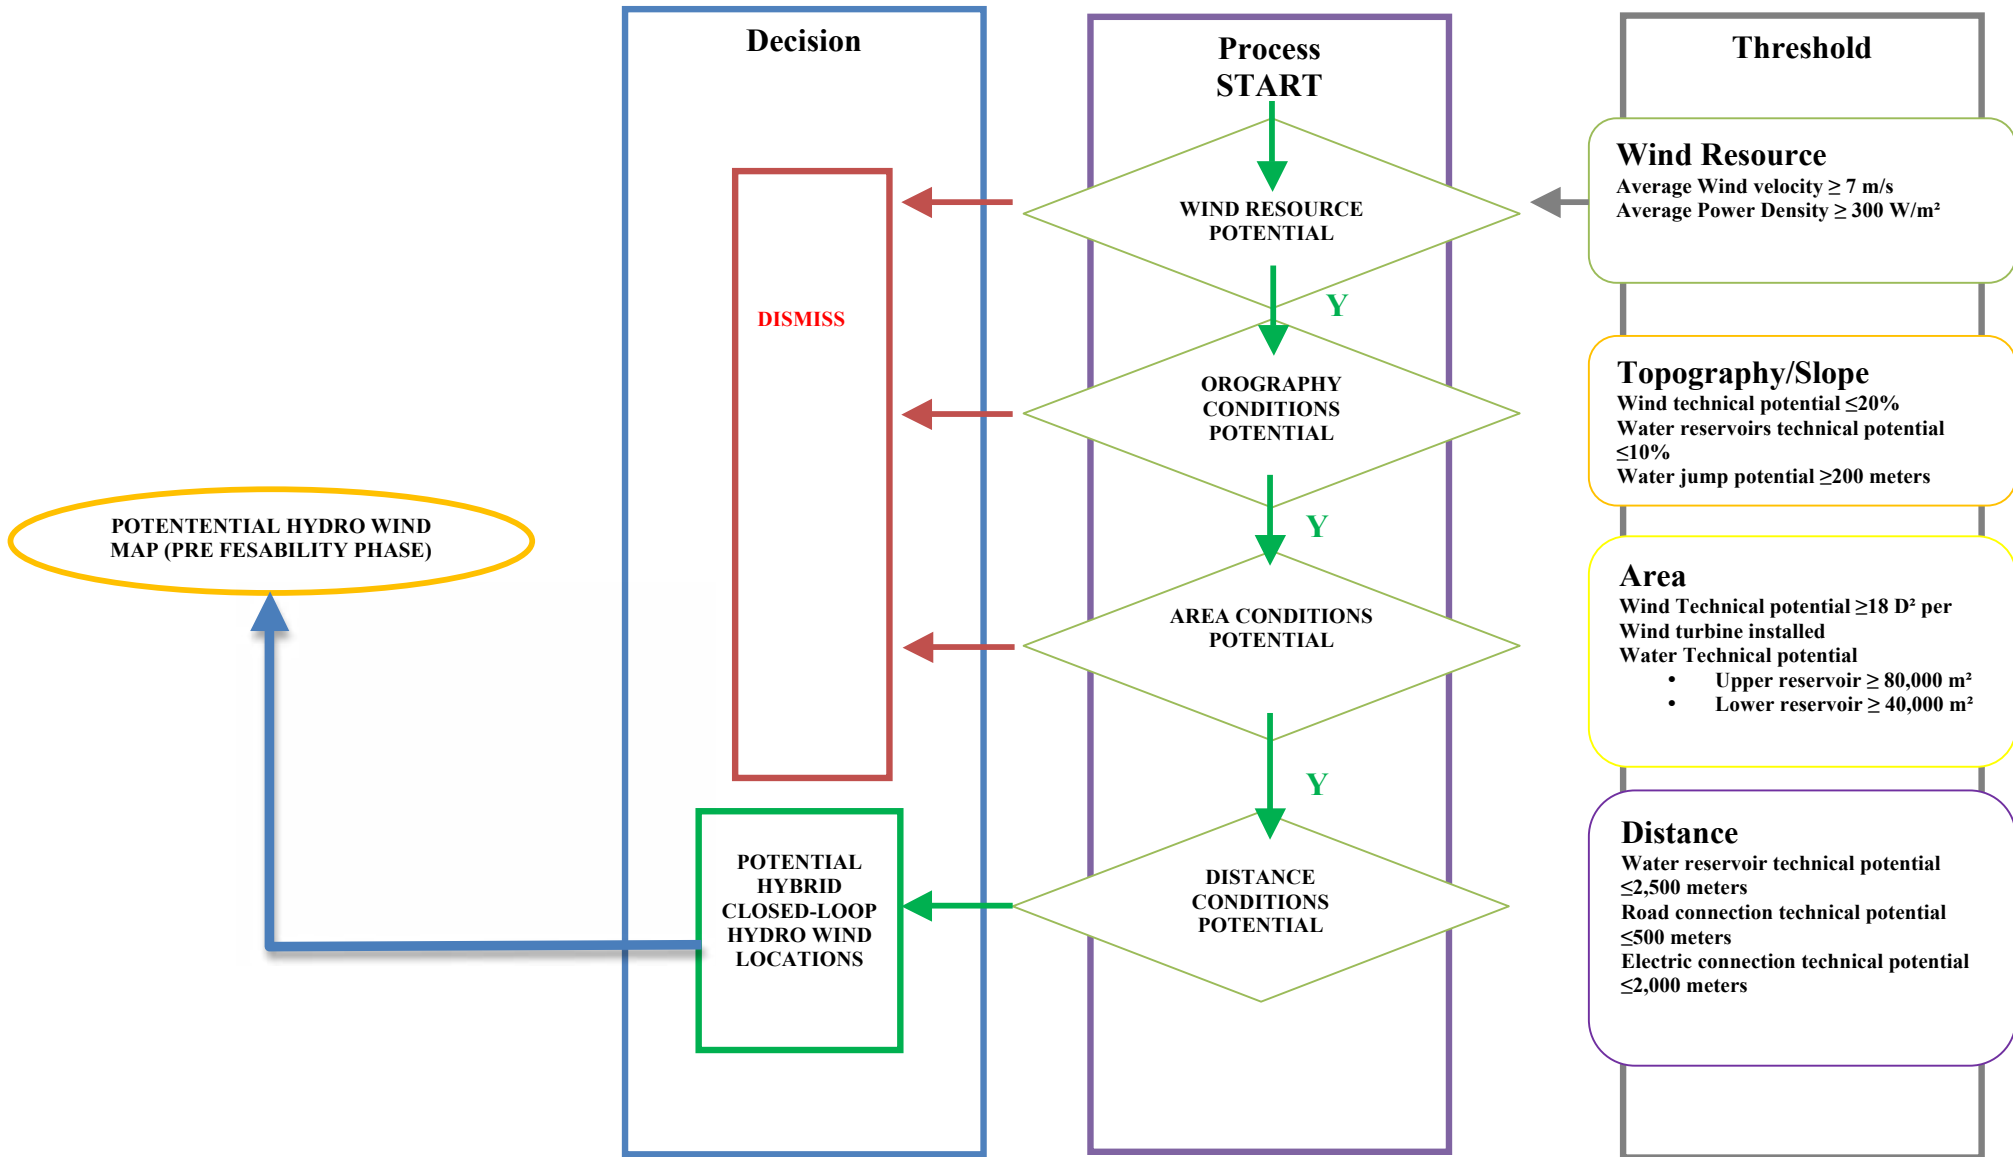 Decision
Process
START
Threshold
WIND RESOURCE
POTENTIAL
Y
OROGRAPHY
CONDITIONS
POTENTIAL
Y
AREA CONDITIONS
POTENTIAL
Y
DISTANCE
CONDITIONS
POTENTIAL
DISMISS
POTENTIAL
HYBRID
CLOSED-LOOP
HYDRO WIND
LOCATIONS
POTENTENTIAL HYDRO WIND
MAP (PRE FESABILITY PHASE)
Wind Resource
Average Wind velocity ≥ 7 m/s
Average Power Density ≥ 300 W/m²
Topography/Slope
Wind technical potential ≤20%
Water reservoirs technical potential
≤10%
Water jump potential ≥200 meters
Area
Wind Technical potential ≥18 D² per
Wind turbine installed
Water Technical potential
• Upper reservoir ≥ 80,000 m²
• Lower reservoir ≥ 40,000 m²
Distance
Water reservoir technical potential
≤2,500 meters
Road connection technical potential
≤500 meters
Electric connection technical potential
≤2,000 meters